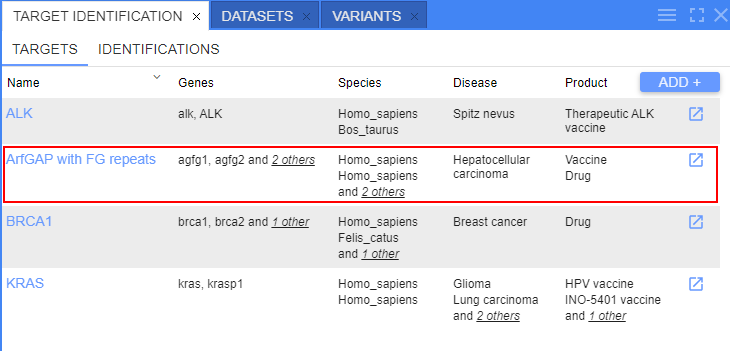 TARGET IDENTIFICATION × DATASETS × VARIANTS ×
TARGETS IDENTIFICATIONS
Name Genes Species Disease Product ADD +
ALK alk, ALK Homo_sapiens Spitz nevus Therapeutic ALK
Bos_taurus vaccine
ArfGAP with FG repeats agfg1, agfg2 and 2 others Homo_sapiens Hepatocellular Vaccine
Homo_sapiens carcinoma Drug
and 2 others
BRCA1 brca1, brca2 and 1 other Homo_sapiens Breast cancer Drug
Felis_catus
and 1 other
KRAS kras, krasp1 Homo_sapiens Glioma HPV vaccine
Homo_sapiens Lung carcinoma INO-5401 vaccine
and 2 others and 1 other